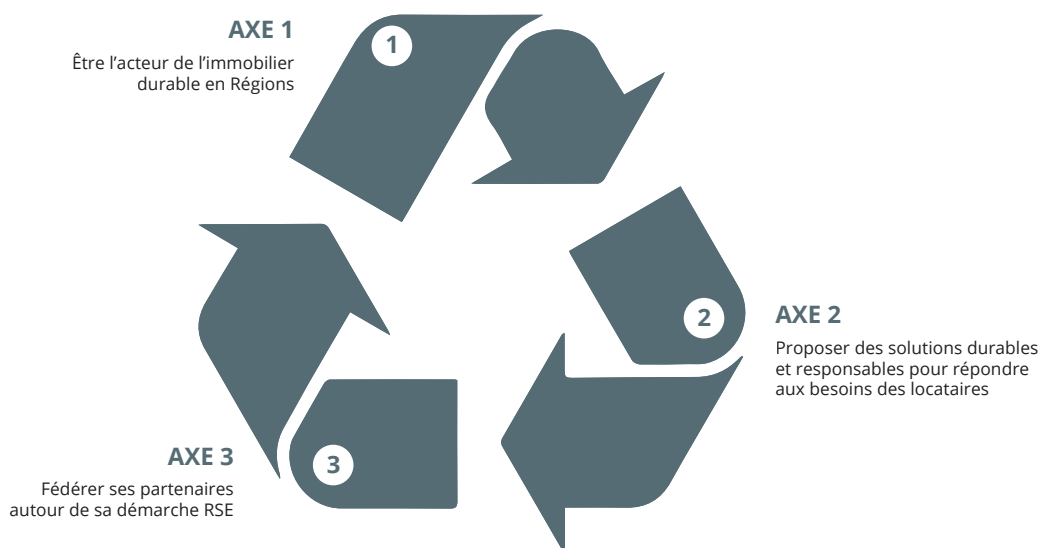 AXE 1
Être l’acteur de l’immobilier
durable en Régions
1
2
AXE 2
Proposer des solutions durables
et responsables pour répondre
aux besoins des locataires
AXE 3
Fédérer ses partenaires
autour de sa démarche RSE
3